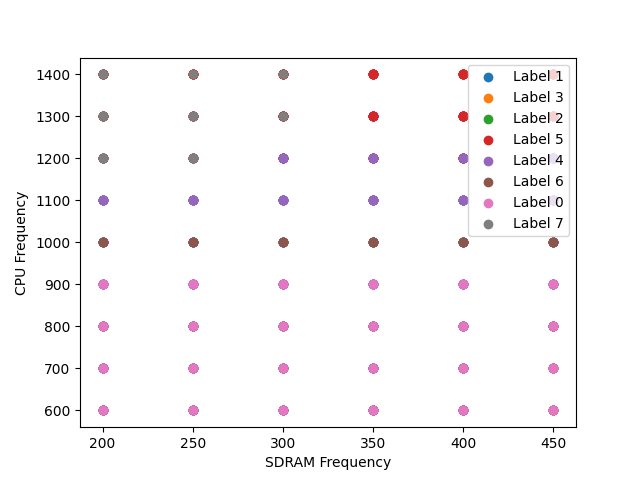 1400
1300
1200
1100
1000
900
800
700
600
CPU Frequency
200 250 300 350 400 450
SDRAM Frequency
Label 1
Label 3
Label 2
Label 5
Label 4
Label 6
Label 0
Label 7